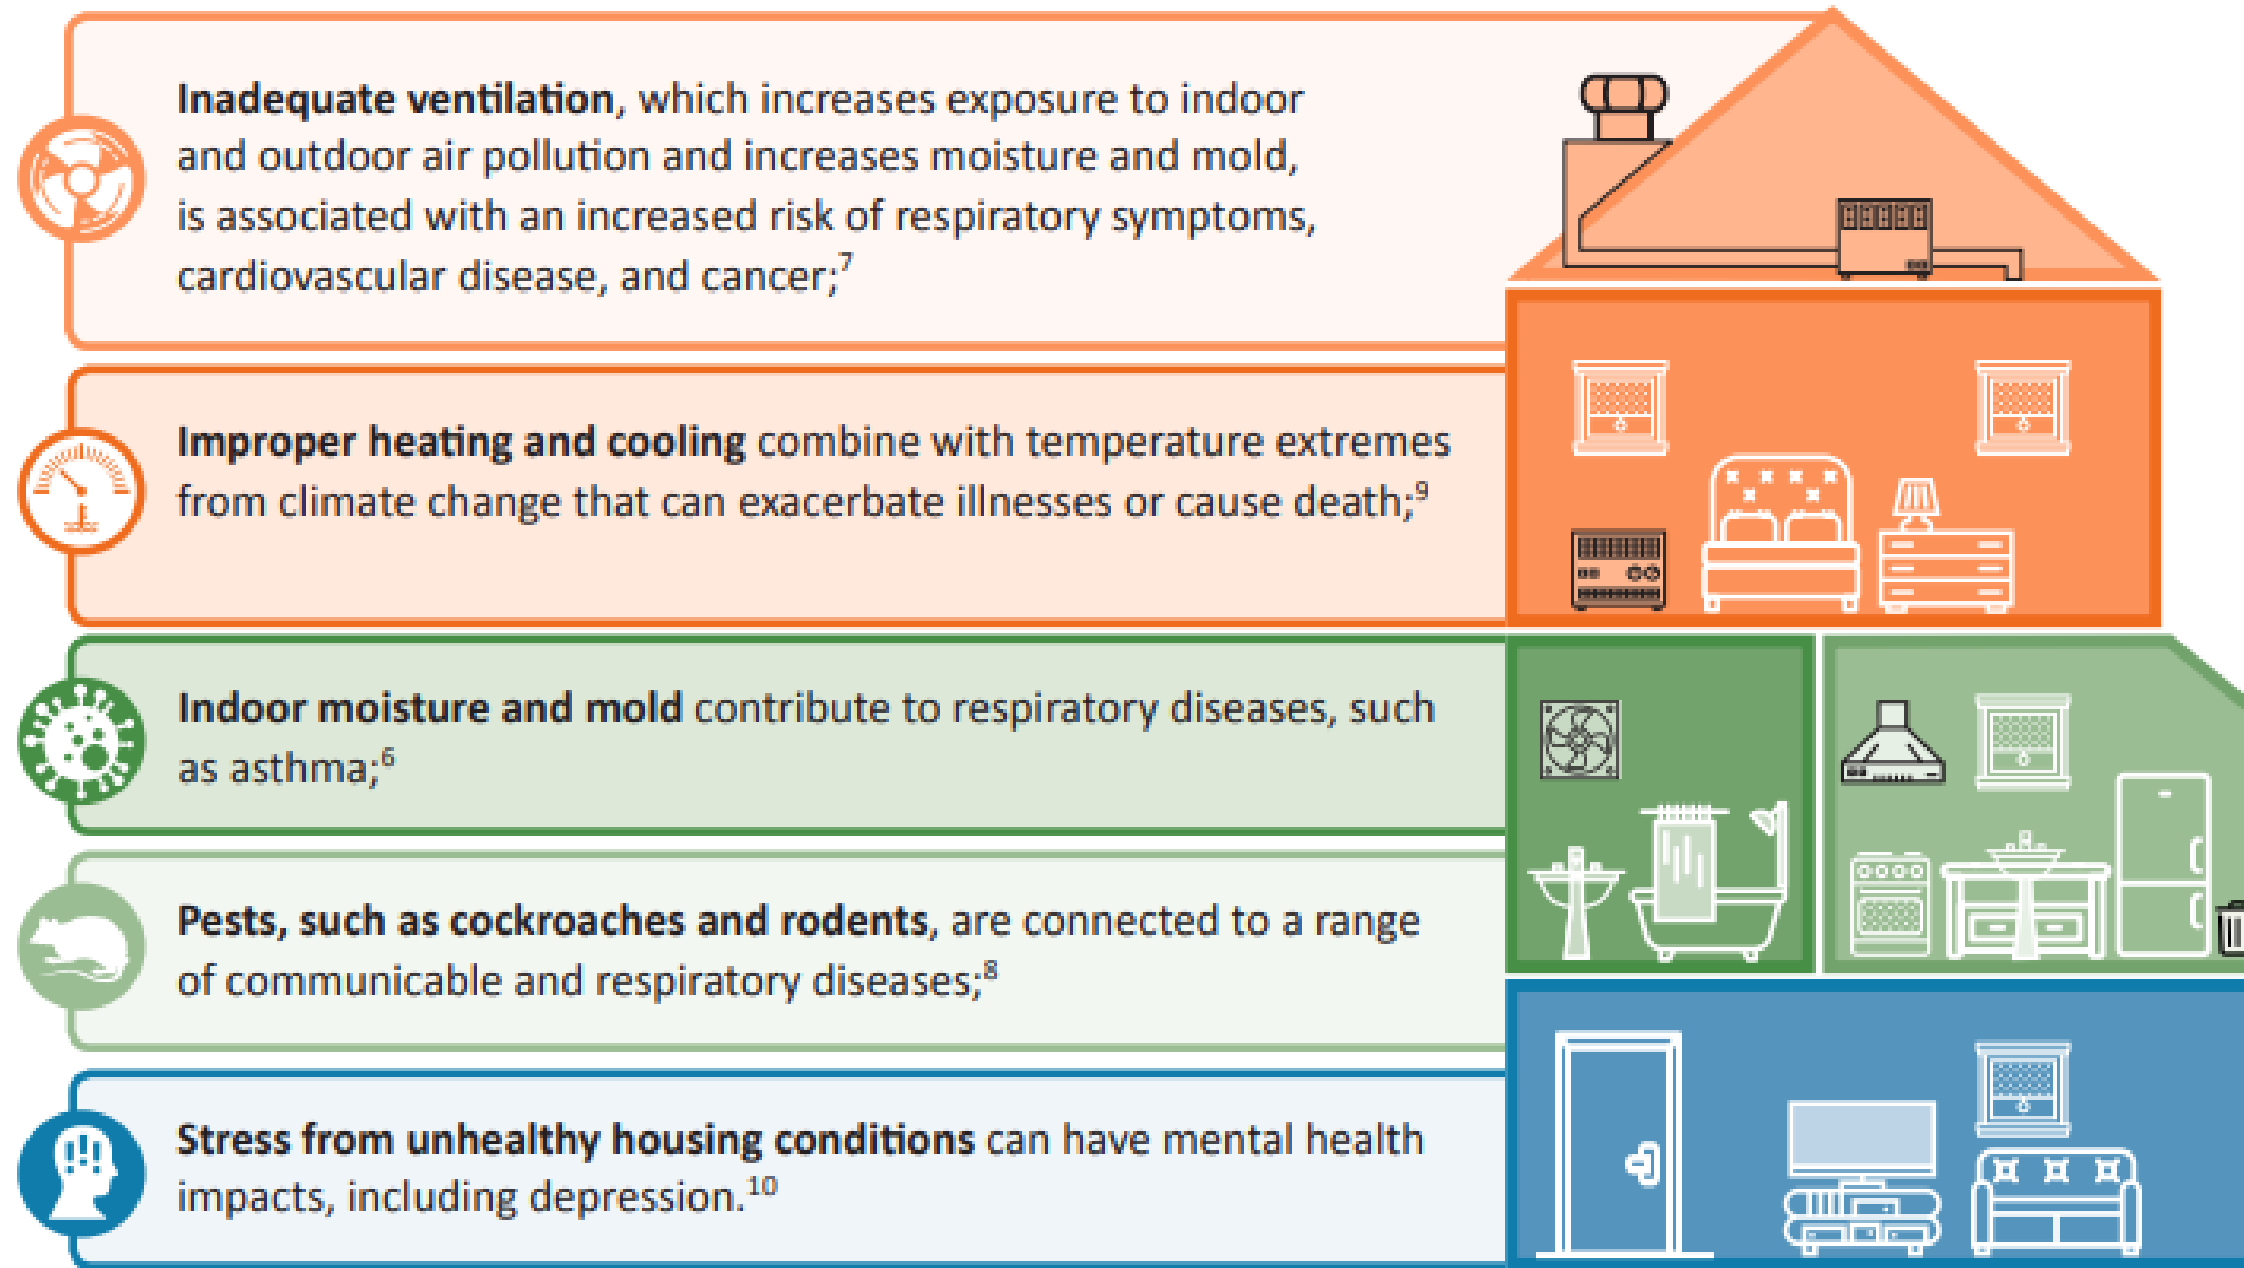 Inadequate ventilation, which increases exposure to indoor
and outdoor air pollution and increases moisture and mold,
is associated with an increased risk of respiratory symptoms,
cardiovascular disease, and cancer;7
Improper heating and cooling combine with temperature extremes
from climate change that can exacerbate illnesses or cause death;9
Indoor moisture and mold contribute to respiratory diseases, such
as asthma;6
Pests, such as cockroaches and rodents, are connected to a range
of communicable and respiratory diseases;8
Stress from unhealthy housing conditions can have mental health
impacts, including depression.10